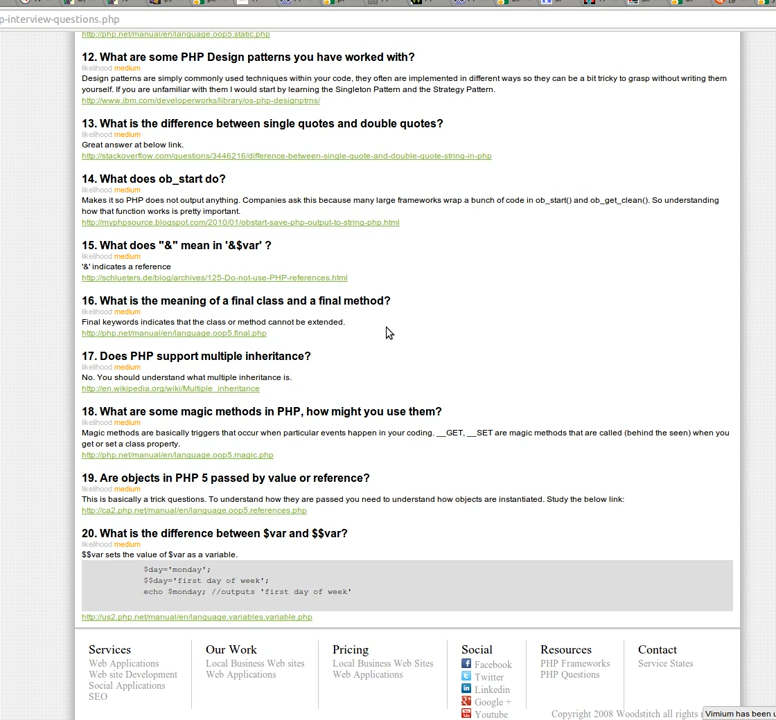 p-interview-questions.php
http://php.net/manual/en/language.oop5.static.php
12. What are some PHP Design patterns you have worked with?
likelihood medium
Design patterns are simply commonly used techniques within your code, they often are implemented in different ways so they can be a bit tricky to grasp without writing them
yourself. If you are unfamiliar with them I would start by learning the Singleton Pattern and the Strategy Pattern.
http://www.ibm.com/developerworks/library/os-php-designptrns/
13. What is the difference between single quotes and double quotes?
likelihood medium
Great answer at below link.
http://stackoverflow.com/questions/3446216/difference-between-single-quote-and-double-quote-string-in-php
14. What does ob_start do?
likelihood medium
Makes it so PHP does not output anything. Companies ask this because many large frameworks wrap a bunch of code in ob_start() and ob_get_clean(). So understanding
how that function works is pretty important.
http://myphpsource.blogspot.com/2010/01/obstart-save-php-output-to-string-php.html
15. What does "&" mean in '&$var' ?
likelihood medium
'&' indicates a reference
http://schlueters.de/blog/archives/125-Do-not-use-PHP-references.html
16. What is the meaning of a final class and a final method?
likelihood medium
Final keywords indicates that the class or method cannot be extended.
http://php.net/manual/en/language.oop5.final.php
17. Does PHP support multiple inheritance?
likelihood medium
No. You should understand what multiple inheritance is.
http://en.wikipedia.org/wiki/Multiple_inheritance
18. What are some magic methods in PHP, how might you use them?
likelihood medium
Magic methods are basically triggers that occur when particular events happen in your coding. __GET, __SET are magic methods that are called (behind the seen) when you
get or set a class property.
http://php.net/manual/en/language.oop5.magic.php
19. Are objects in PHP 5 passed by value or reference?
likelihood medium
This is basically a trick questions. To understand how they are passed you need to understand how objects are instantiated. Study the below link:
http://ca2.php.net/manual/en/language.oop5.references.php
20. What is the difference between $var and $$var?
likelihood medium
$$var sets the value of $var as a variable.
$day='monday';
$$day='first day of week';
echo $monday; //outputs 'first day of week'
http://us2.php.net/manual/en/language.variables.variable.php
Services
Web Applications
Web site Development
Social Applications
SEO
Our Work
Local Business Web sites
Web Applications
Pricing
Local Business Web Sites
Web Applications
Social
Facebook
Twitter
Linkedin
Google +
Youtube
Resources
PHP Frameworks
PHP Questions
Contact
Service States
Copyright 2008 Woodstitch all rights
Vimium has been u